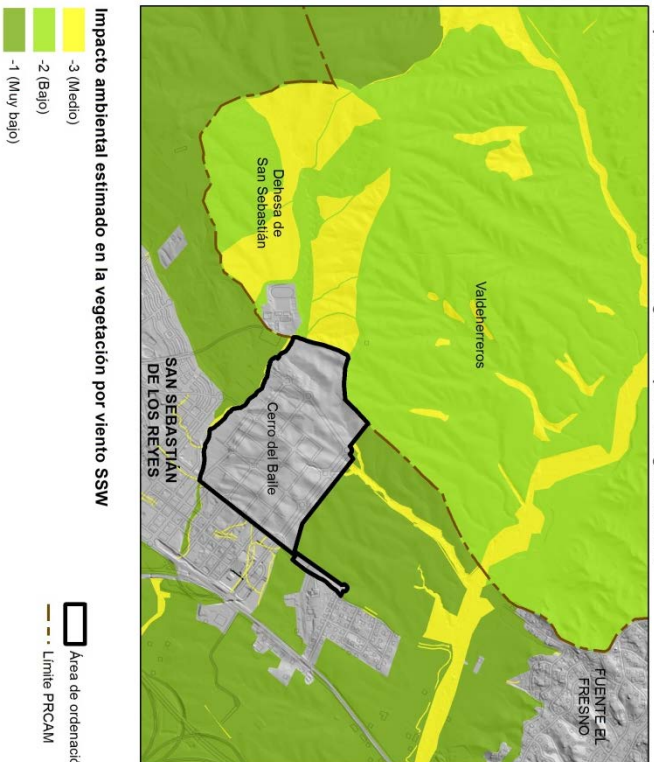 FUENTE EL
FRESNO
Valdeherreros
Dehesa de
San Sebastián
Cerro del Baile
SAN SEBASTIÁN
DE LOS REYES
Impacto ambiental estimado en la vegetación por viento SSW
-3 (Medio)
-2 (Bajo)
-1 (Muy bajo)
Área de ordenació
Límite PRCAM